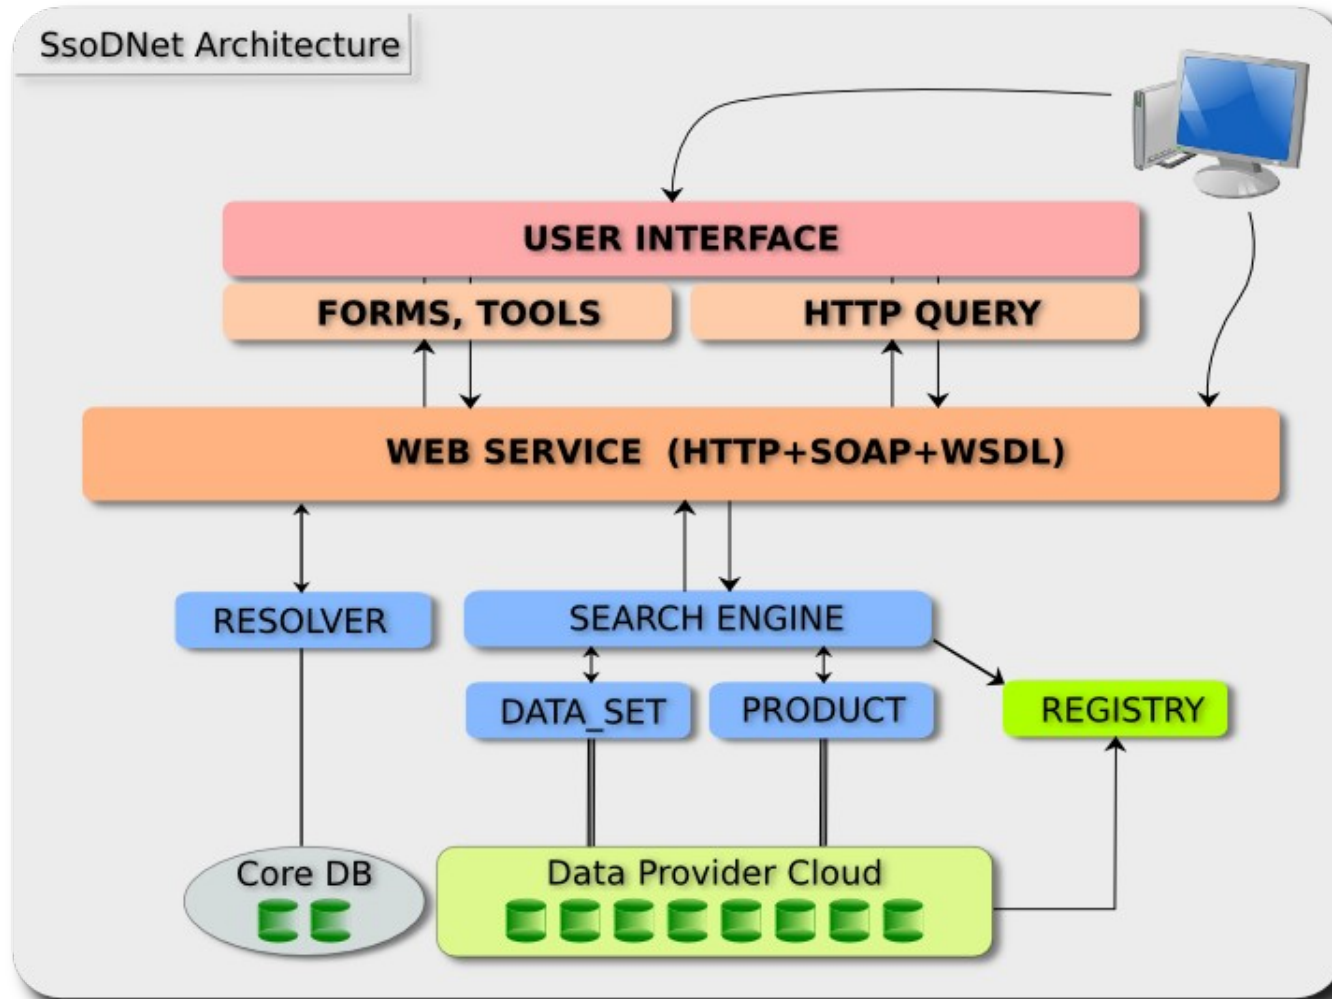 SsoDNet Architecture
USER INTERFACE
FORMS, TOOLS
HTTP QUERY
WEB SERVICE (HTTP+SOAP+WSDL)
RESOLVER
SEARCH ENGINE
DATA_SET
PRODUCT
REGISTRY
Core DB
Data Provider Cloud